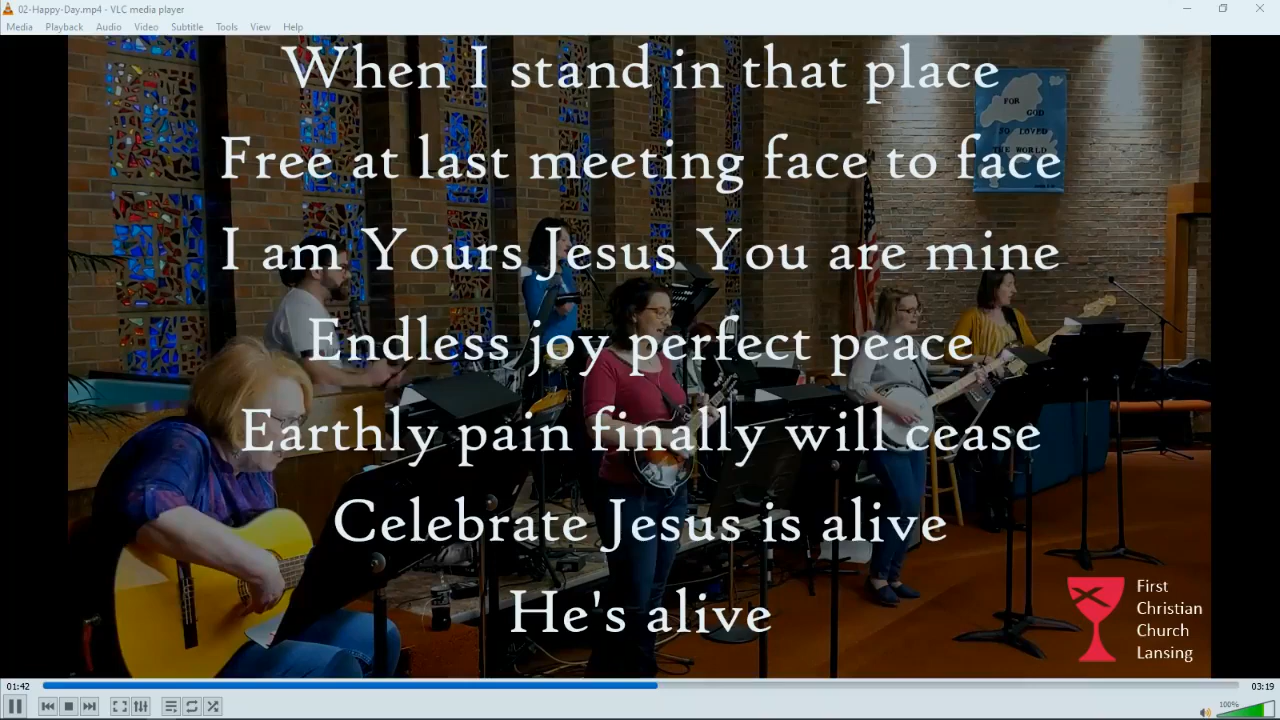 02-Happy-Day.mp4 - VLC media player
Media Playback Audio Video Subtitle Tools View Help
When I stand in that place
Free at last meeting face to face
I am Yours Jesus You are mine
Endless joy perfect peace
Earthly pain finally will cease
Celebrate Jesus is alive
He's alive
FOR
GOD
SO LOVED
THE WORLD
First
Christian
Church
Lansing
01:42
03:19
100%